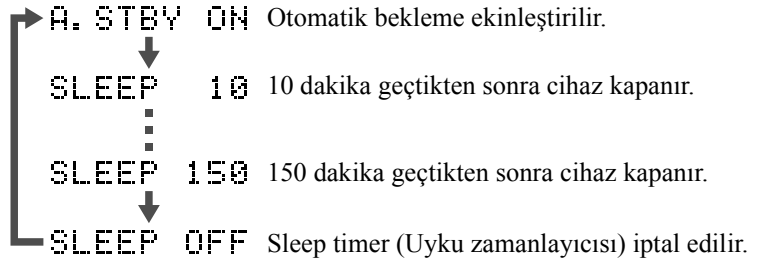 A. STBY ON Otomatik bekleme ekinleştirilir.
SLEEP 10 10 dakika geçtikten sonra cihaz kapanır.
SLEEP 150 150 dakika geçtikten sonra cihaz kapanır.
SLEEP OFF Sleep timer (Uyku zamanlayıcısı) iptal edilir.